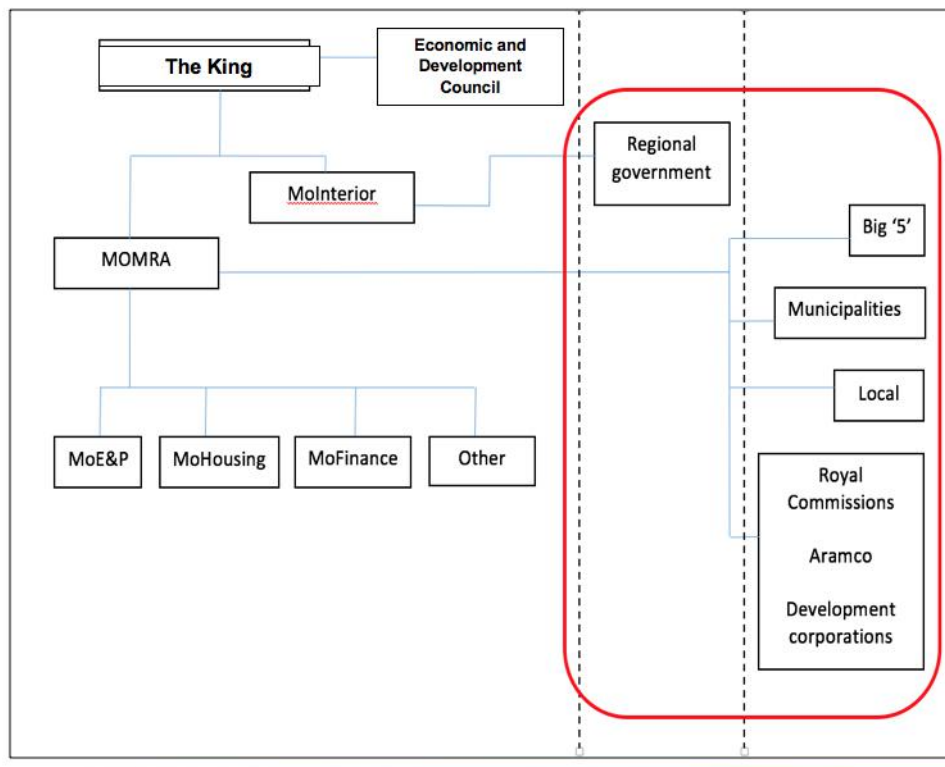 The King
Economic and
Development
Council
Regional
government
MoInterior
Big ‘5’
MOMRA
Municipalities
Local
MoE&P
MoHousing
MoFinance
Other
Royal
Commissions
Aramco
Development
corporations